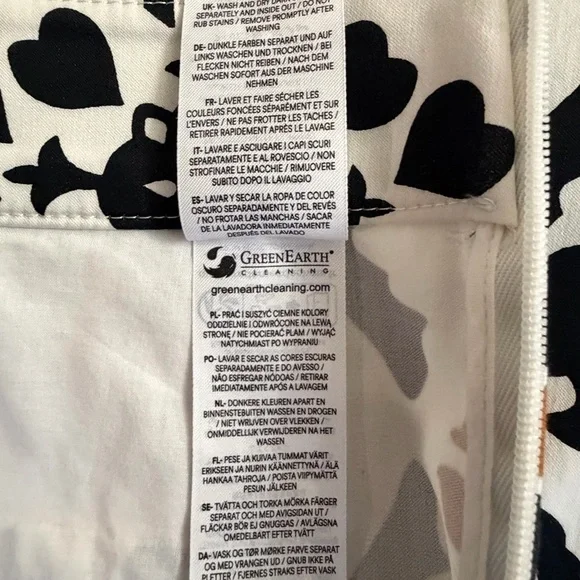 UK- WASH AND DRY DARK
SEPARATELY AND INSIDE OUT / DO NOT
RUB STAINS / REMOVE PROMPTLY AFTER
WASHING
DE- DUNKLE FARBEN SEPARAT UND AUF
LINKS WASCHEN UND TROCKNEN / BEI
FLECKEN NICHT REIBEN / NACH DEM
WASCHEN SOFORT AUS DER MASCHINE
NEHMEN
FR- LAVER ET FAIRE SÉCHER LES
COULEURS FONCÉES SÉPARÉMENT ET SUR
L'ENVERS / NE PAS FROTTER LES TACHES /
RETIRER RAPIDEMENT APRÈS LE LAVAGE
IT- LAVARE E ASCIUGARE I CAPI SCURI
SEPARATAMENTE E AL ROVESCIO / NON
STROFINARE LE MACCHIE / RIMUOVERE
SUBITO DOPO IL LAVAGGIO
ES- LAVAR Y SECAR LA ROPA DE COLOR
OSCURO SEPARADAMENTE Y DEL REVÉS
/ NO FROTAR LAS MANCHAS / SACAR
DE LA LAVADORA INMEDIATAMENTE
DESPUÉS DEL LAVADO
GREENEARTH®
CLEANING
greenearthcleaning.com
PL- PRAĆ I SUSZYĆ CIEMNE KOLORY
ODDZIELNIE I ODWRÓCONE NA LEWĄ
STRONĘ / NIE POCIERAĆ PLAM / WYJĄĆ
NATYCHMIAST PO WYPRANIU
PO- LAVAR E SECAR AS CORES ESCURAS
SEPARADAMENTE E DO AVESSO /
NÃO ESFREGAR NÓDOAS / RETIRAR
IMEDIATAMENTE APÓS A LAVAGEM
NL- DONKERE KLEUREN APART EN
BINNENSTEBUITEN WASSEN EN DROGEN
/ NIET WRIJVEN OVER VLEKKEN /
ONMIDDELLIJK VERWIJDEREN NA HET
WASSEN
FL- PESE JA KUIVAA TUMMAT VÄRIT
ERIKSEEN JA NURIN KÄÄNNETTYNÄ / ÄLÄ
HANKAA TAHROJA / POISTA VIIPYMÄTTÄ
PESUN JÄLKEEN
SE- TVÄTTA OCH TORKA MÖRKA FÄRGER
SEPARAT OCH MED AVIGSIDAN UT /
FLÄCKAR BÖR EJ GNUGGAS / AVLÄGSNA
OMEDELBART EFTER TVÄTT
DA- VASK OG TØR MØRKE FARVE SEPARAT
OG MED VRANGEN UD / GNUB IKKE PÅ
PLETTER / FJERNES STRAKS EFTER VASK